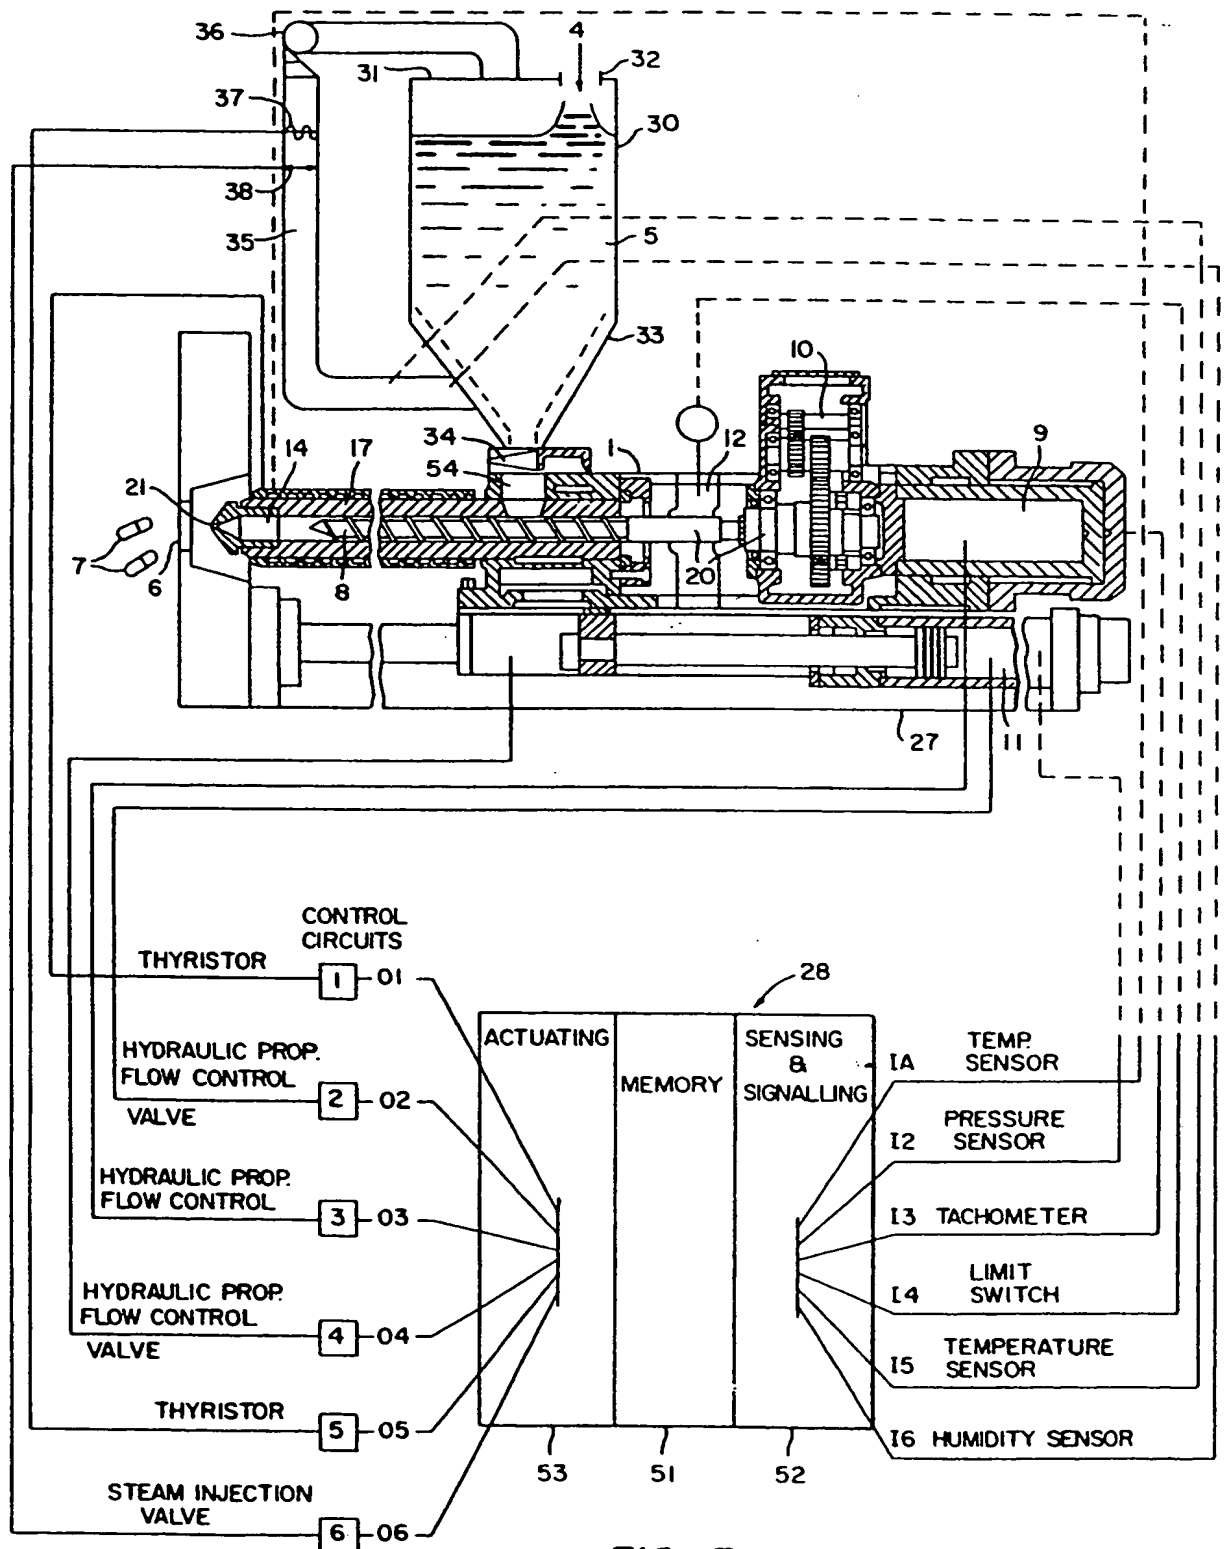 36
4
31
32
37
30
38
35
5
33
10
34
1
12
9
14
17
54
21
7
6
8
20
27
11
CONTROL
CIRCUITS
THYRISTOR
1
01
28
ACTUATING
MEMORY
SENSING
&
SIGNALLING
IA
TEMP.
SENSOR
HYDRAULIC PROP.
FLOW CONTROL
VALVE
2
02
I2
PRESSURE
SENSOR
HYDRAULIC PROP.
FLOW CONTROL
3
03
I3 TACHOMETER
HYDRAULIC PROP.
FLOW CONTROL
VALVE
4
04
I4
LIMIT
SWITCH
I5
TEMPERATURE
SENSOR
THYRISTOR
5
05
I6 HUMIDITY SENSOR
53
51
52
STEAM INJECTION
VALVE
6
06